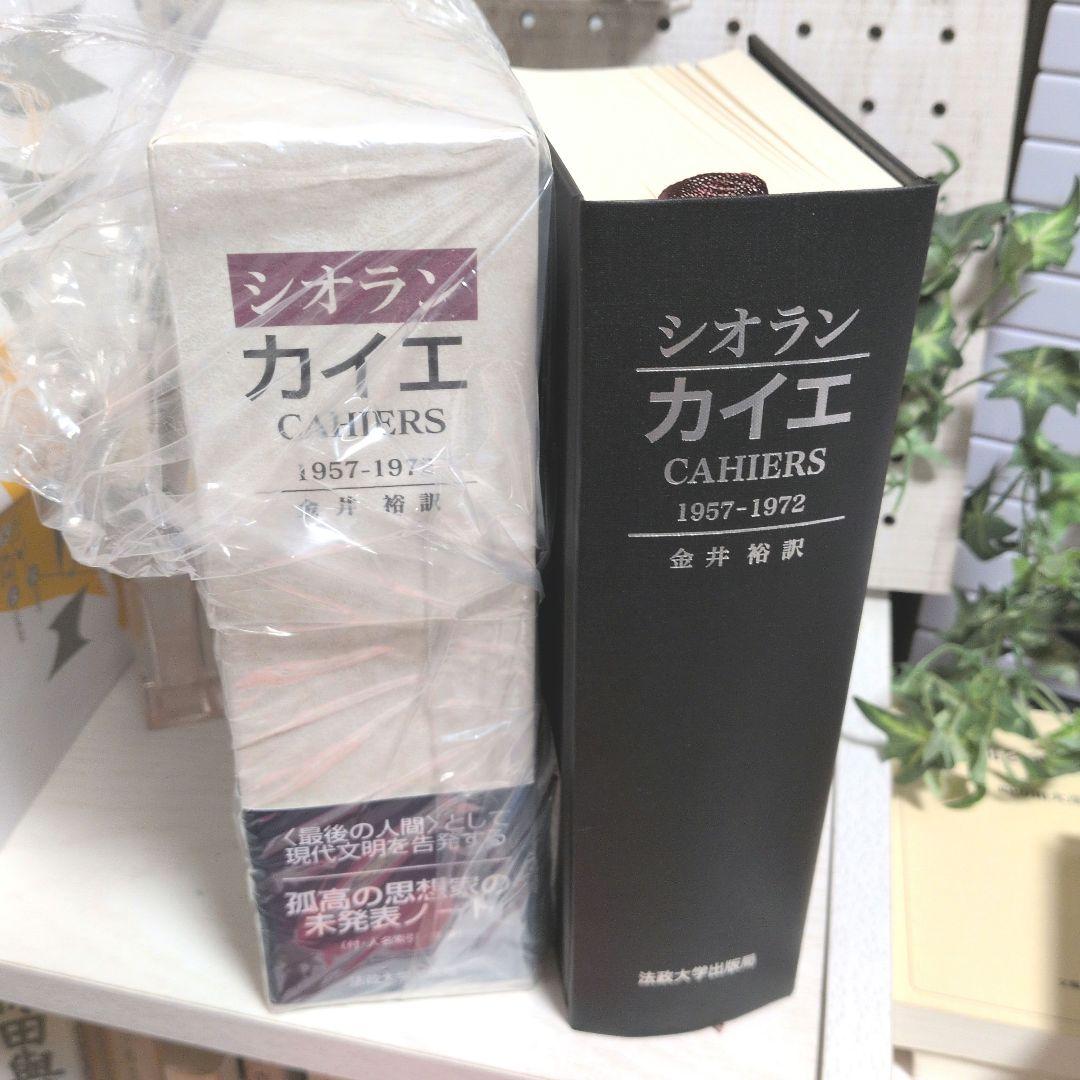 シオラン
カイエ
CAHIERS
1957-1972
金井 裕訳
〈最後の人間〉として
現代文明を告発する
孤高の思想家の
未発表ノート
シオラン
カイエ
CAHIERS
1957-1972
金井 裕訳
法政大学出版局